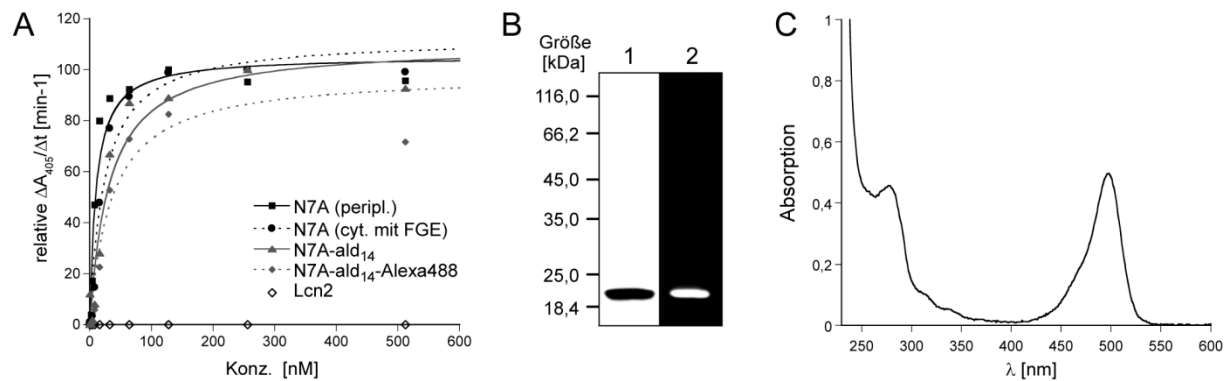 A
relative ΔA405/Δt [min-1]
120
100
80
60
40
20
0
0
100
200
300
400
500
600
Konz. [nM]
N7A (peripl.)
N7A (cyt. mit FGE)
N7A-ald14
N7A-ald14-Alexa488
Lcn2
B
Größe
[kDa]
1
2
116,0
66,2
45,0
35,0
25,0
18,4
C
Absorption
1
0,8
0,6
0,4
0,2
0
250
300
350
400
450
500
550
600
λ [nm]